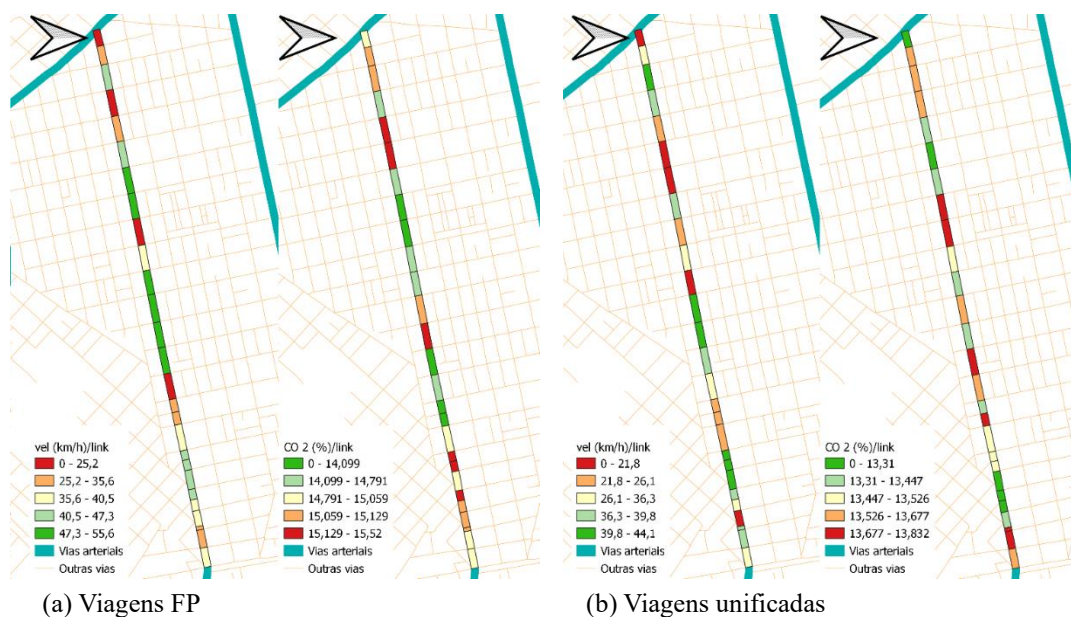 vel (km/h)/link
0 - 25,2
25,2 - 35,6
35,6 - 40,5
40,5 - 47,3
47,3 - 55,6
Vias arteriais
Outras vias
CO 2 (%)/link
0 - 14,099
14,099 - 14,791
14,791 - 15,059
15,059 - 15,129
15,129 - 15,52
Vias arteriais
Outras vias
(a) Viagens FP
vel (km/h)/link
0 - 21,8
21,8 - 26,1
26,1 - 36,3
36,3 - 39,8
39,8 - 44,1
Vias arteriais
Outras vias
CO 2 (%)/link
0 - 13,31
13,31 - 13,447
13,447 - 13,526
13,526 - 13,677
13,677 - 13,832
Vias arteriais
Outras vias
(b) Viagens unificadas